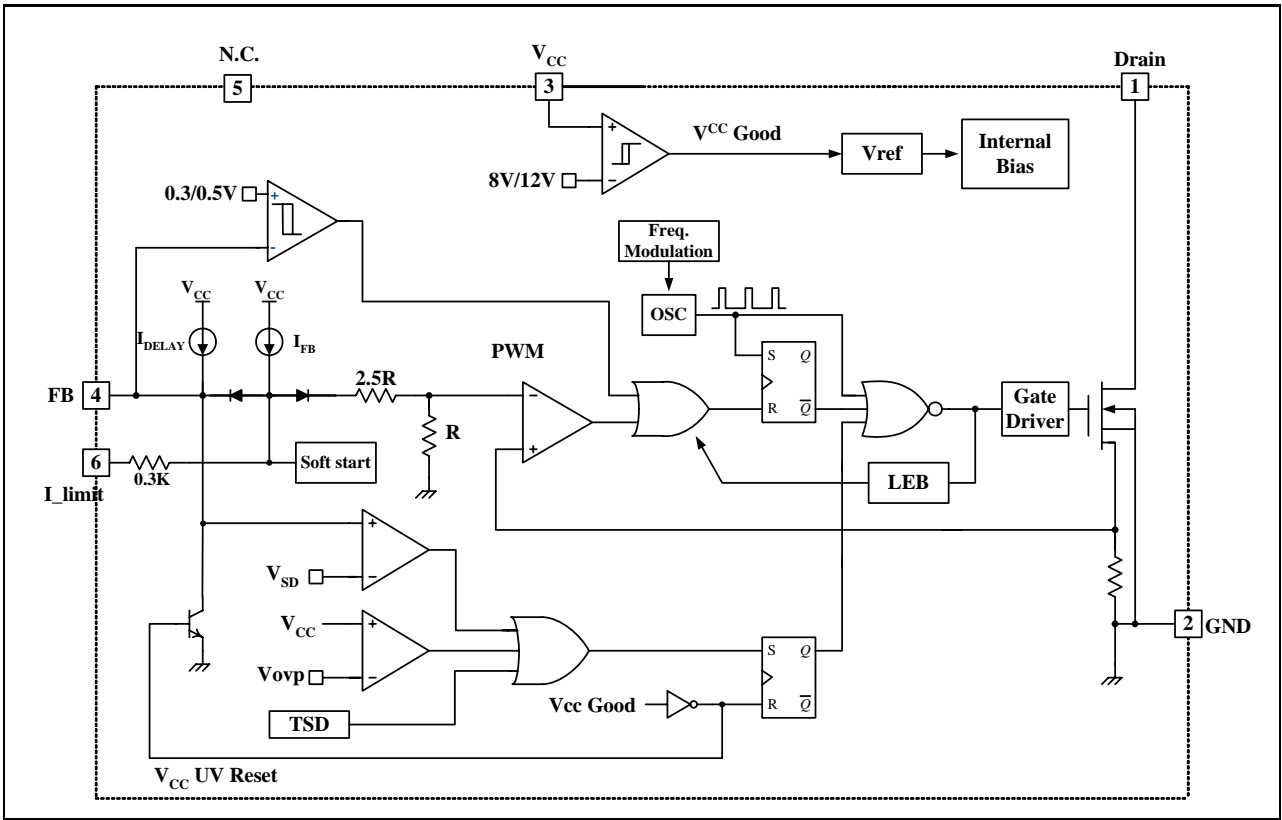 N.C.
5
VCC
3
Drain
1
+
−
8V/12V
VCC Good
Vref
Internal
Bias
0.3/0.5V
+
-
Freq.
Modulation
OSC
VCC
VCC
IDELAY
IFB
FB
4
2.5R
R
PWM
−
+
S
Q
R
Q
Gate
Driver
6
I_limit
0.3K
Soft start
LEB
+
−
VSD
VCC
+
Vovp
−
TSD
S
Q
R
Q
Vcc Good
2
GND
VCC UV Reset